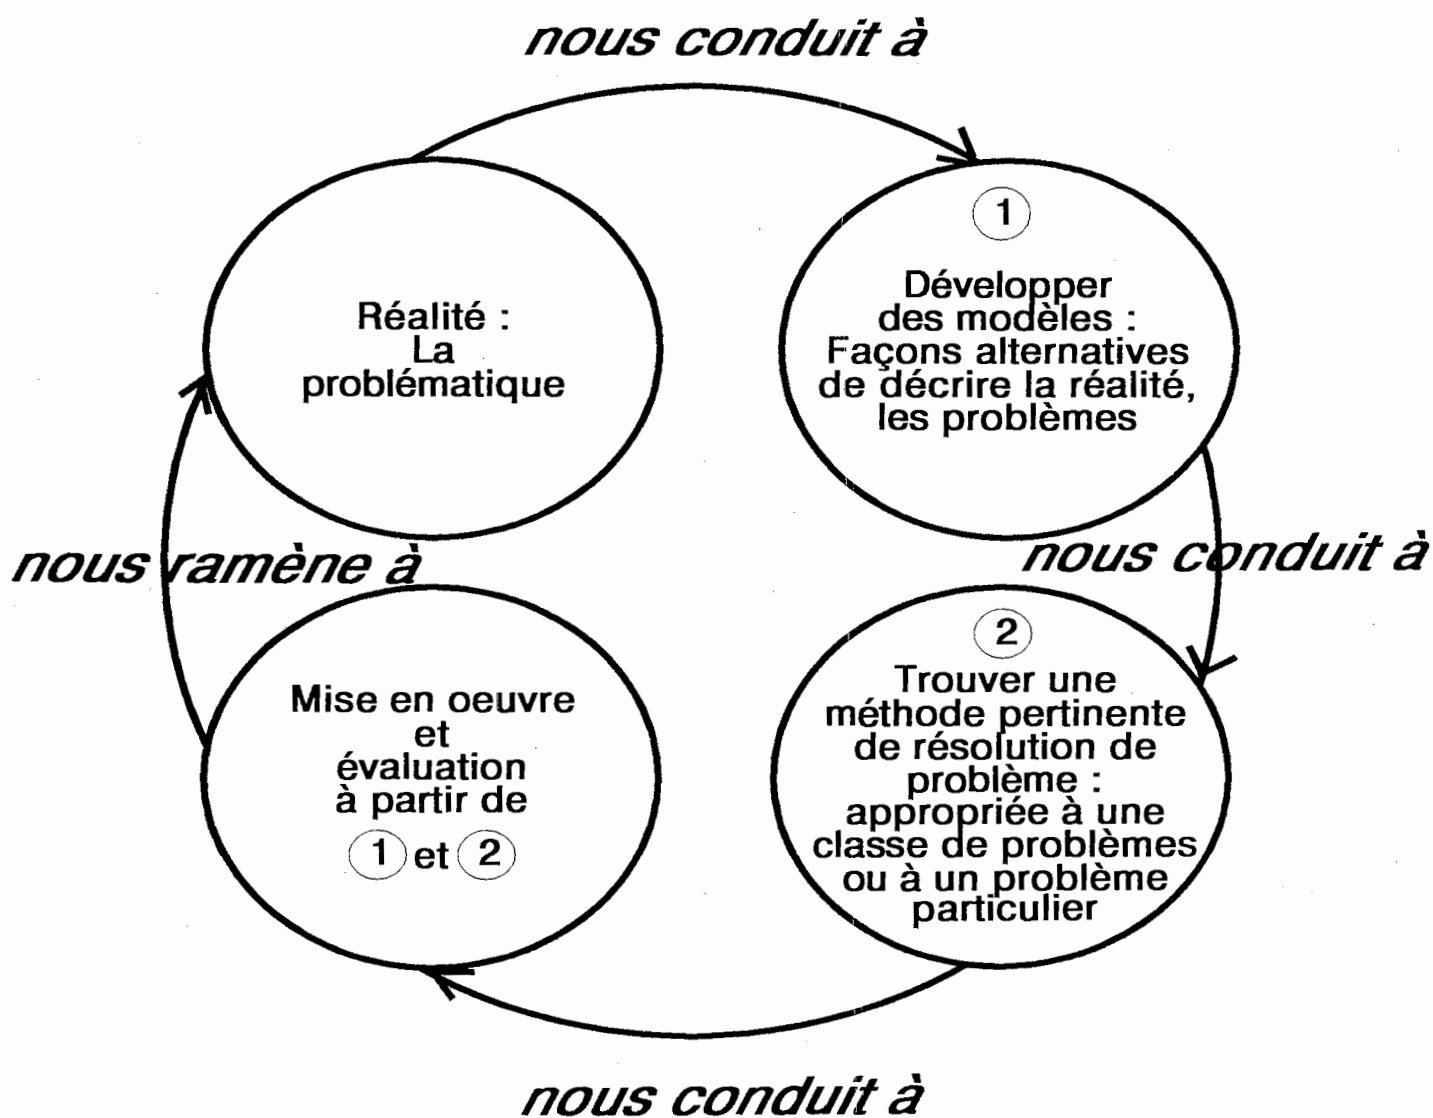 nous conduit à
Réalité :
La
problématique
1
Développer
des modèles :
Façons alternatives
de décrire la réalité,
les problèmes
nous ramène à
nous conduit à
Mise en oeuvre
et
évaluation
à partir de
1 et 2
2
Trouver une
méthode pertinente
de résolution de
problème :
appropriée à une
classe de problèmes
ou à un problème
particulier
nous conduit à